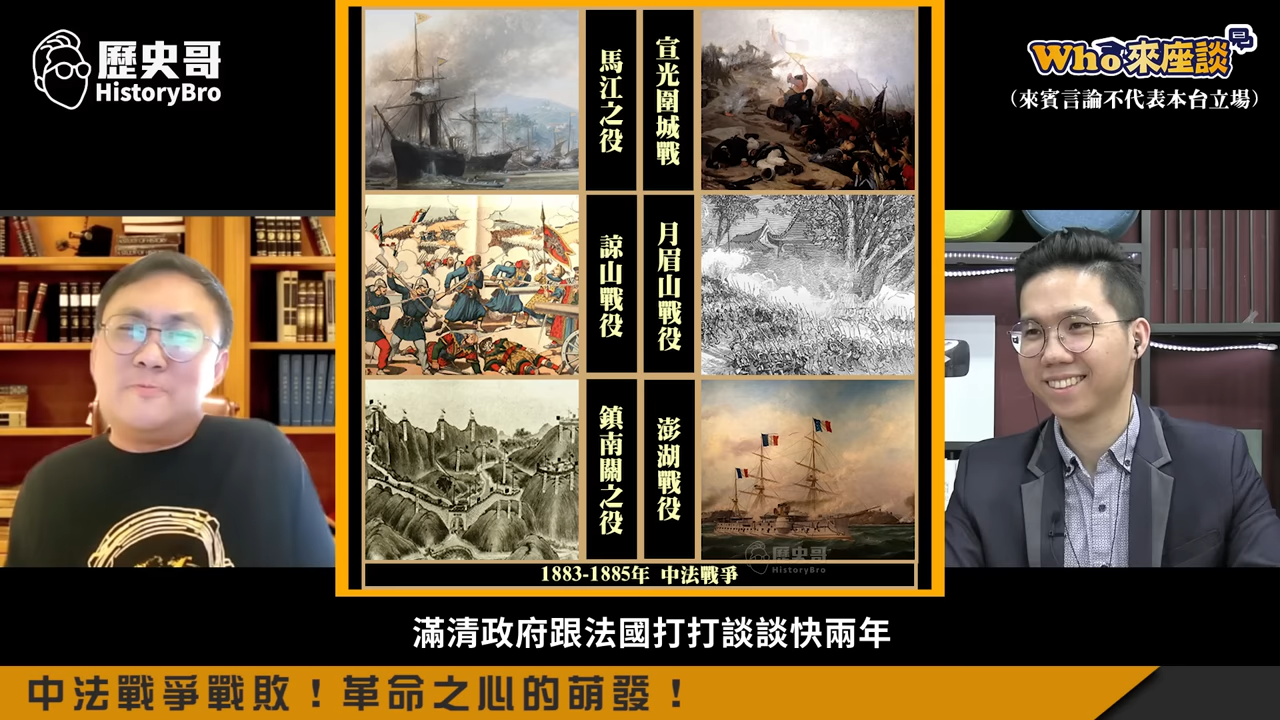 歷史哥
HistoryBro
Who來座談
（來賓言論不代表本台立場）
馬江之役
宣光圍城戰
諒山戰役
月眉山戰役
鎮南關之役
澎湖戰役
歷史哥
HistoryBro
1883-1885年 中法戰爭
滿清政府跟法國打打談談快兩年
中法戰爭戰敗！革命之心的萌發！